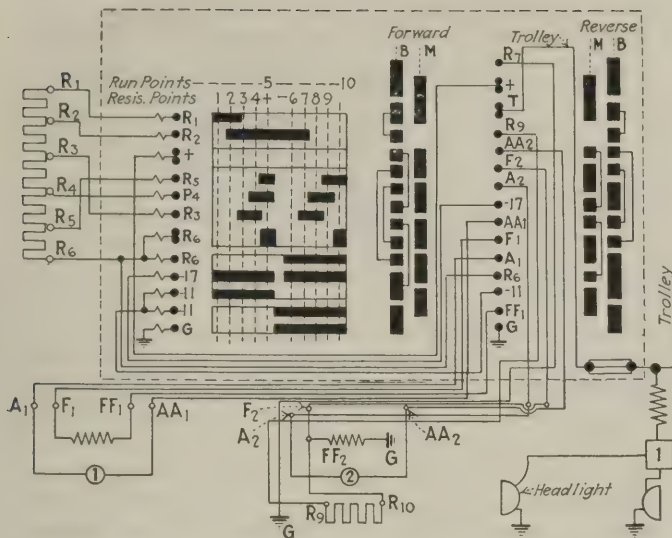 Forward Trolley Reverse
B M R7 M B
Run Points 5 10
Resis. Points 1 2 3 4 + -6 7 8 9
R1
R2
R3
R4
R5
R6
R1
R2
+
R5
P4
R3
R6
R6
-17
-11
11
G
+
T
R9
AA2
F2
A2
-17
AA1
F1
A1
R6
-11
FF1
G
Trolley
A1 F1 FF1 AA1
1
F2
A2
FF2 G
AA2
2
R9 R10
G
1
Headlight